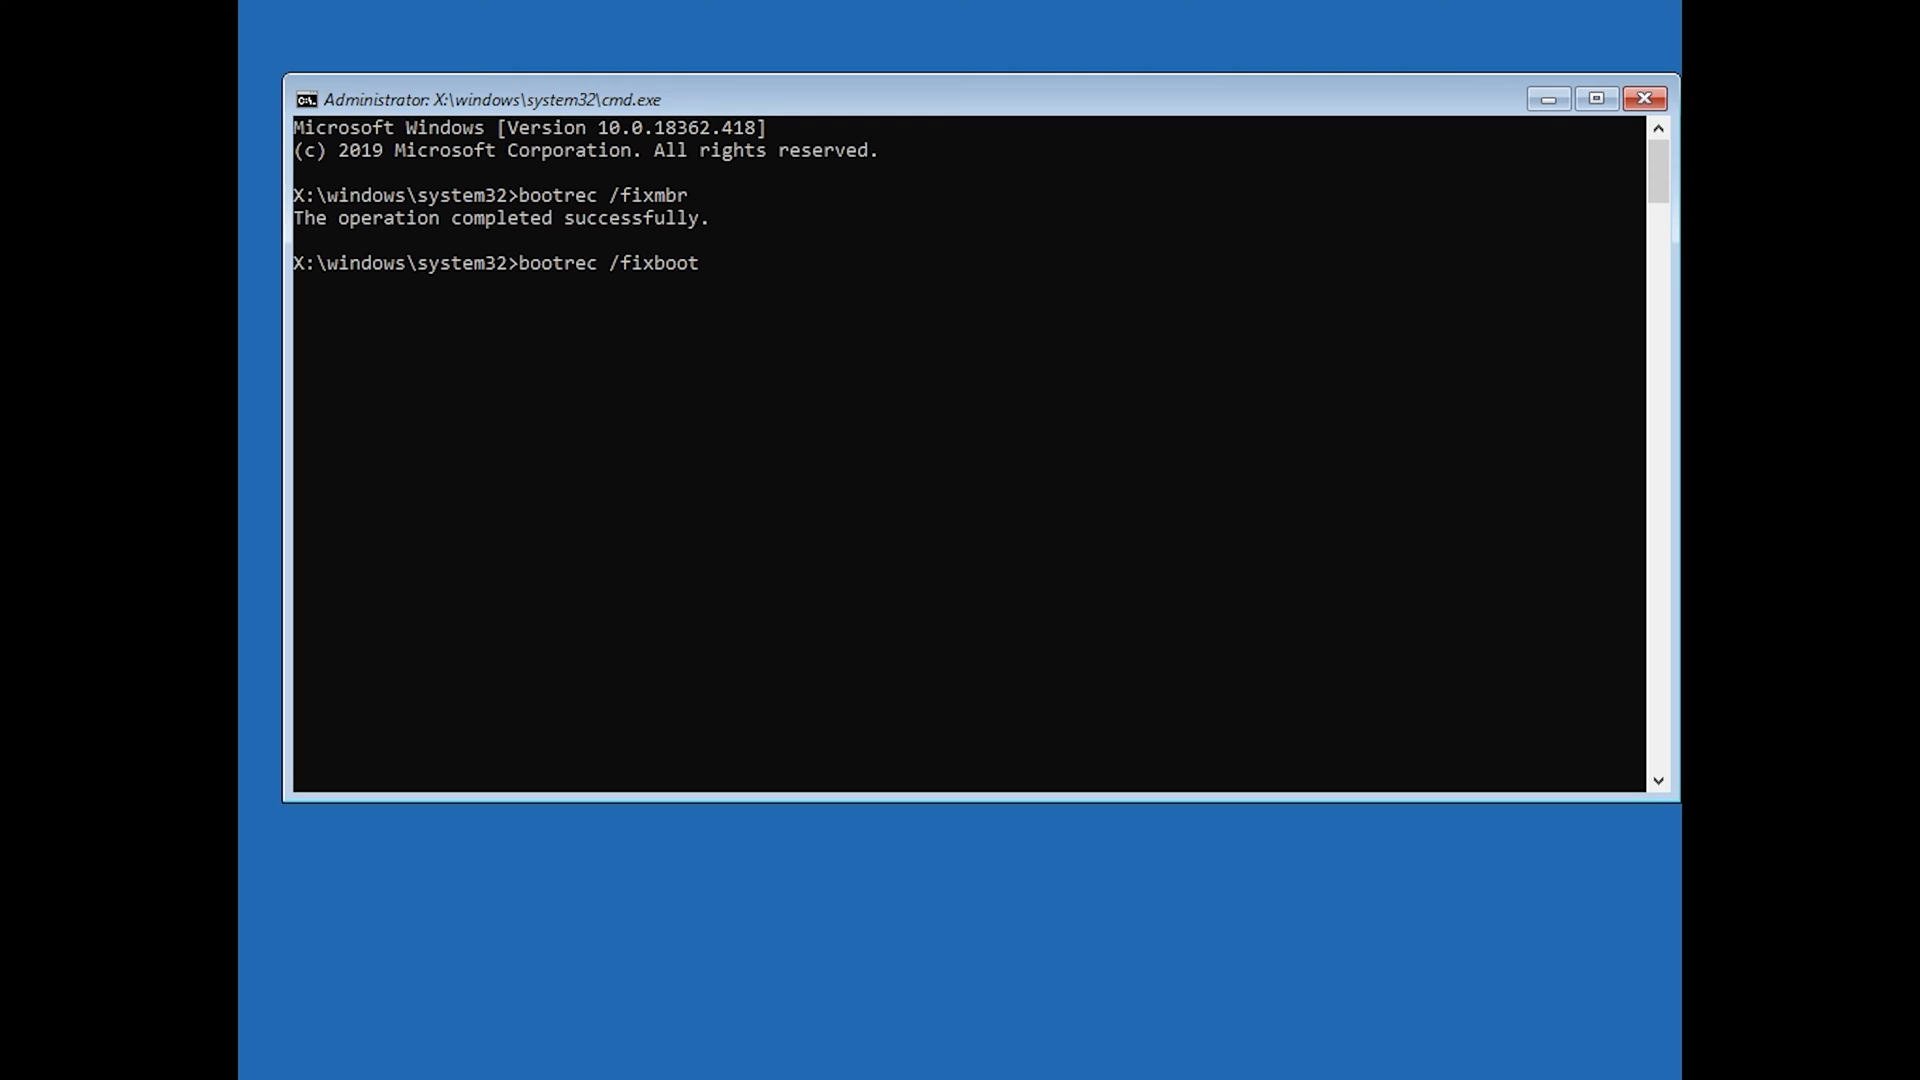 Administrator: X:\windows\system32\cmd.exe
Microsoft Windows [Version 10.0.18362.418]
(c) 2019 Microsoft Corporation. All rights reserved.
X:\windows\system32>bootrec /fixmbr
The operation completed successfully.
X:\windows\system32>bootrec /fixboot